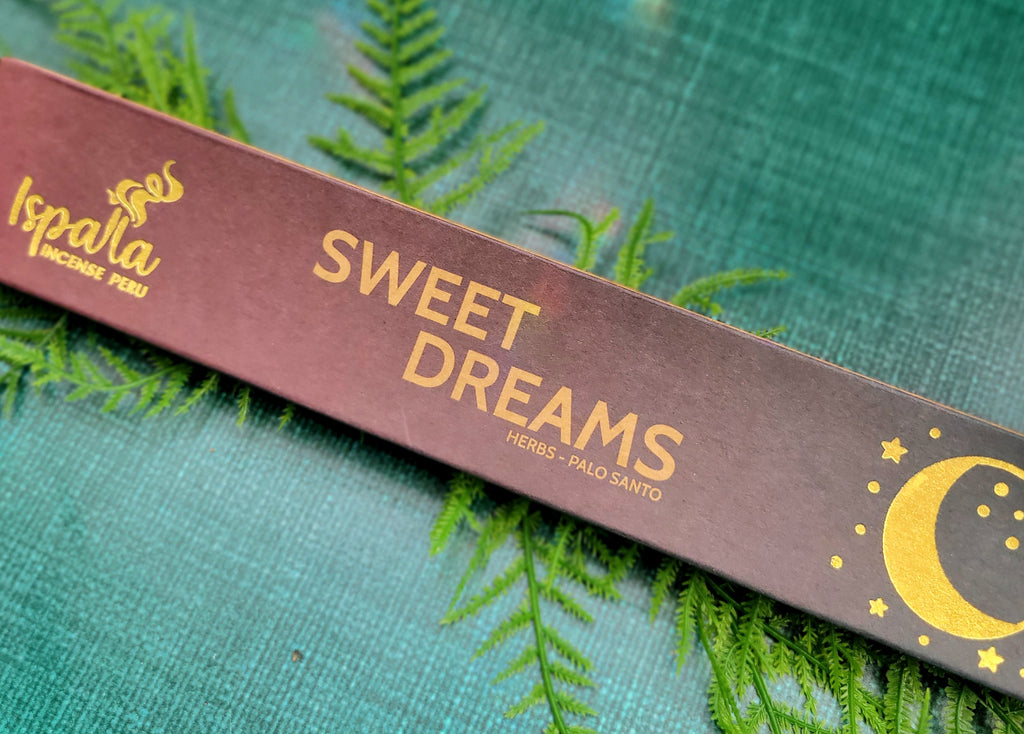 Ispalla
INCENSE PERU
SWEET
DREAMS
HERBS - PALO SANTO